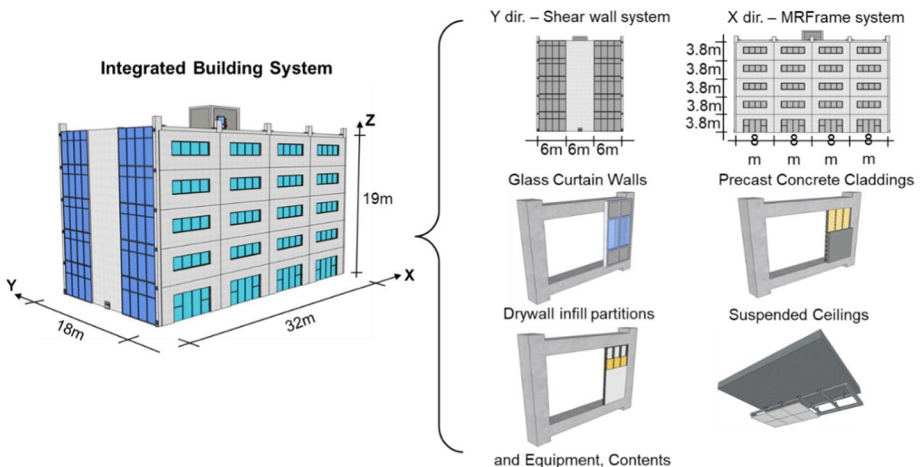 Integrated Building System
Z
19m
X
Y
18m
32m
Y dir. – Shear wall system
6m 6m 6m
X dir. – MRFrame system
3.8m
3.8m
3.8m
3.8m
3.8m
8 8 8 8
m m m m
Glass Curtain Walls
Precast Concrete Claddings
Drywall infill partitions
Suspended Ceilings
and Equipment, Contents